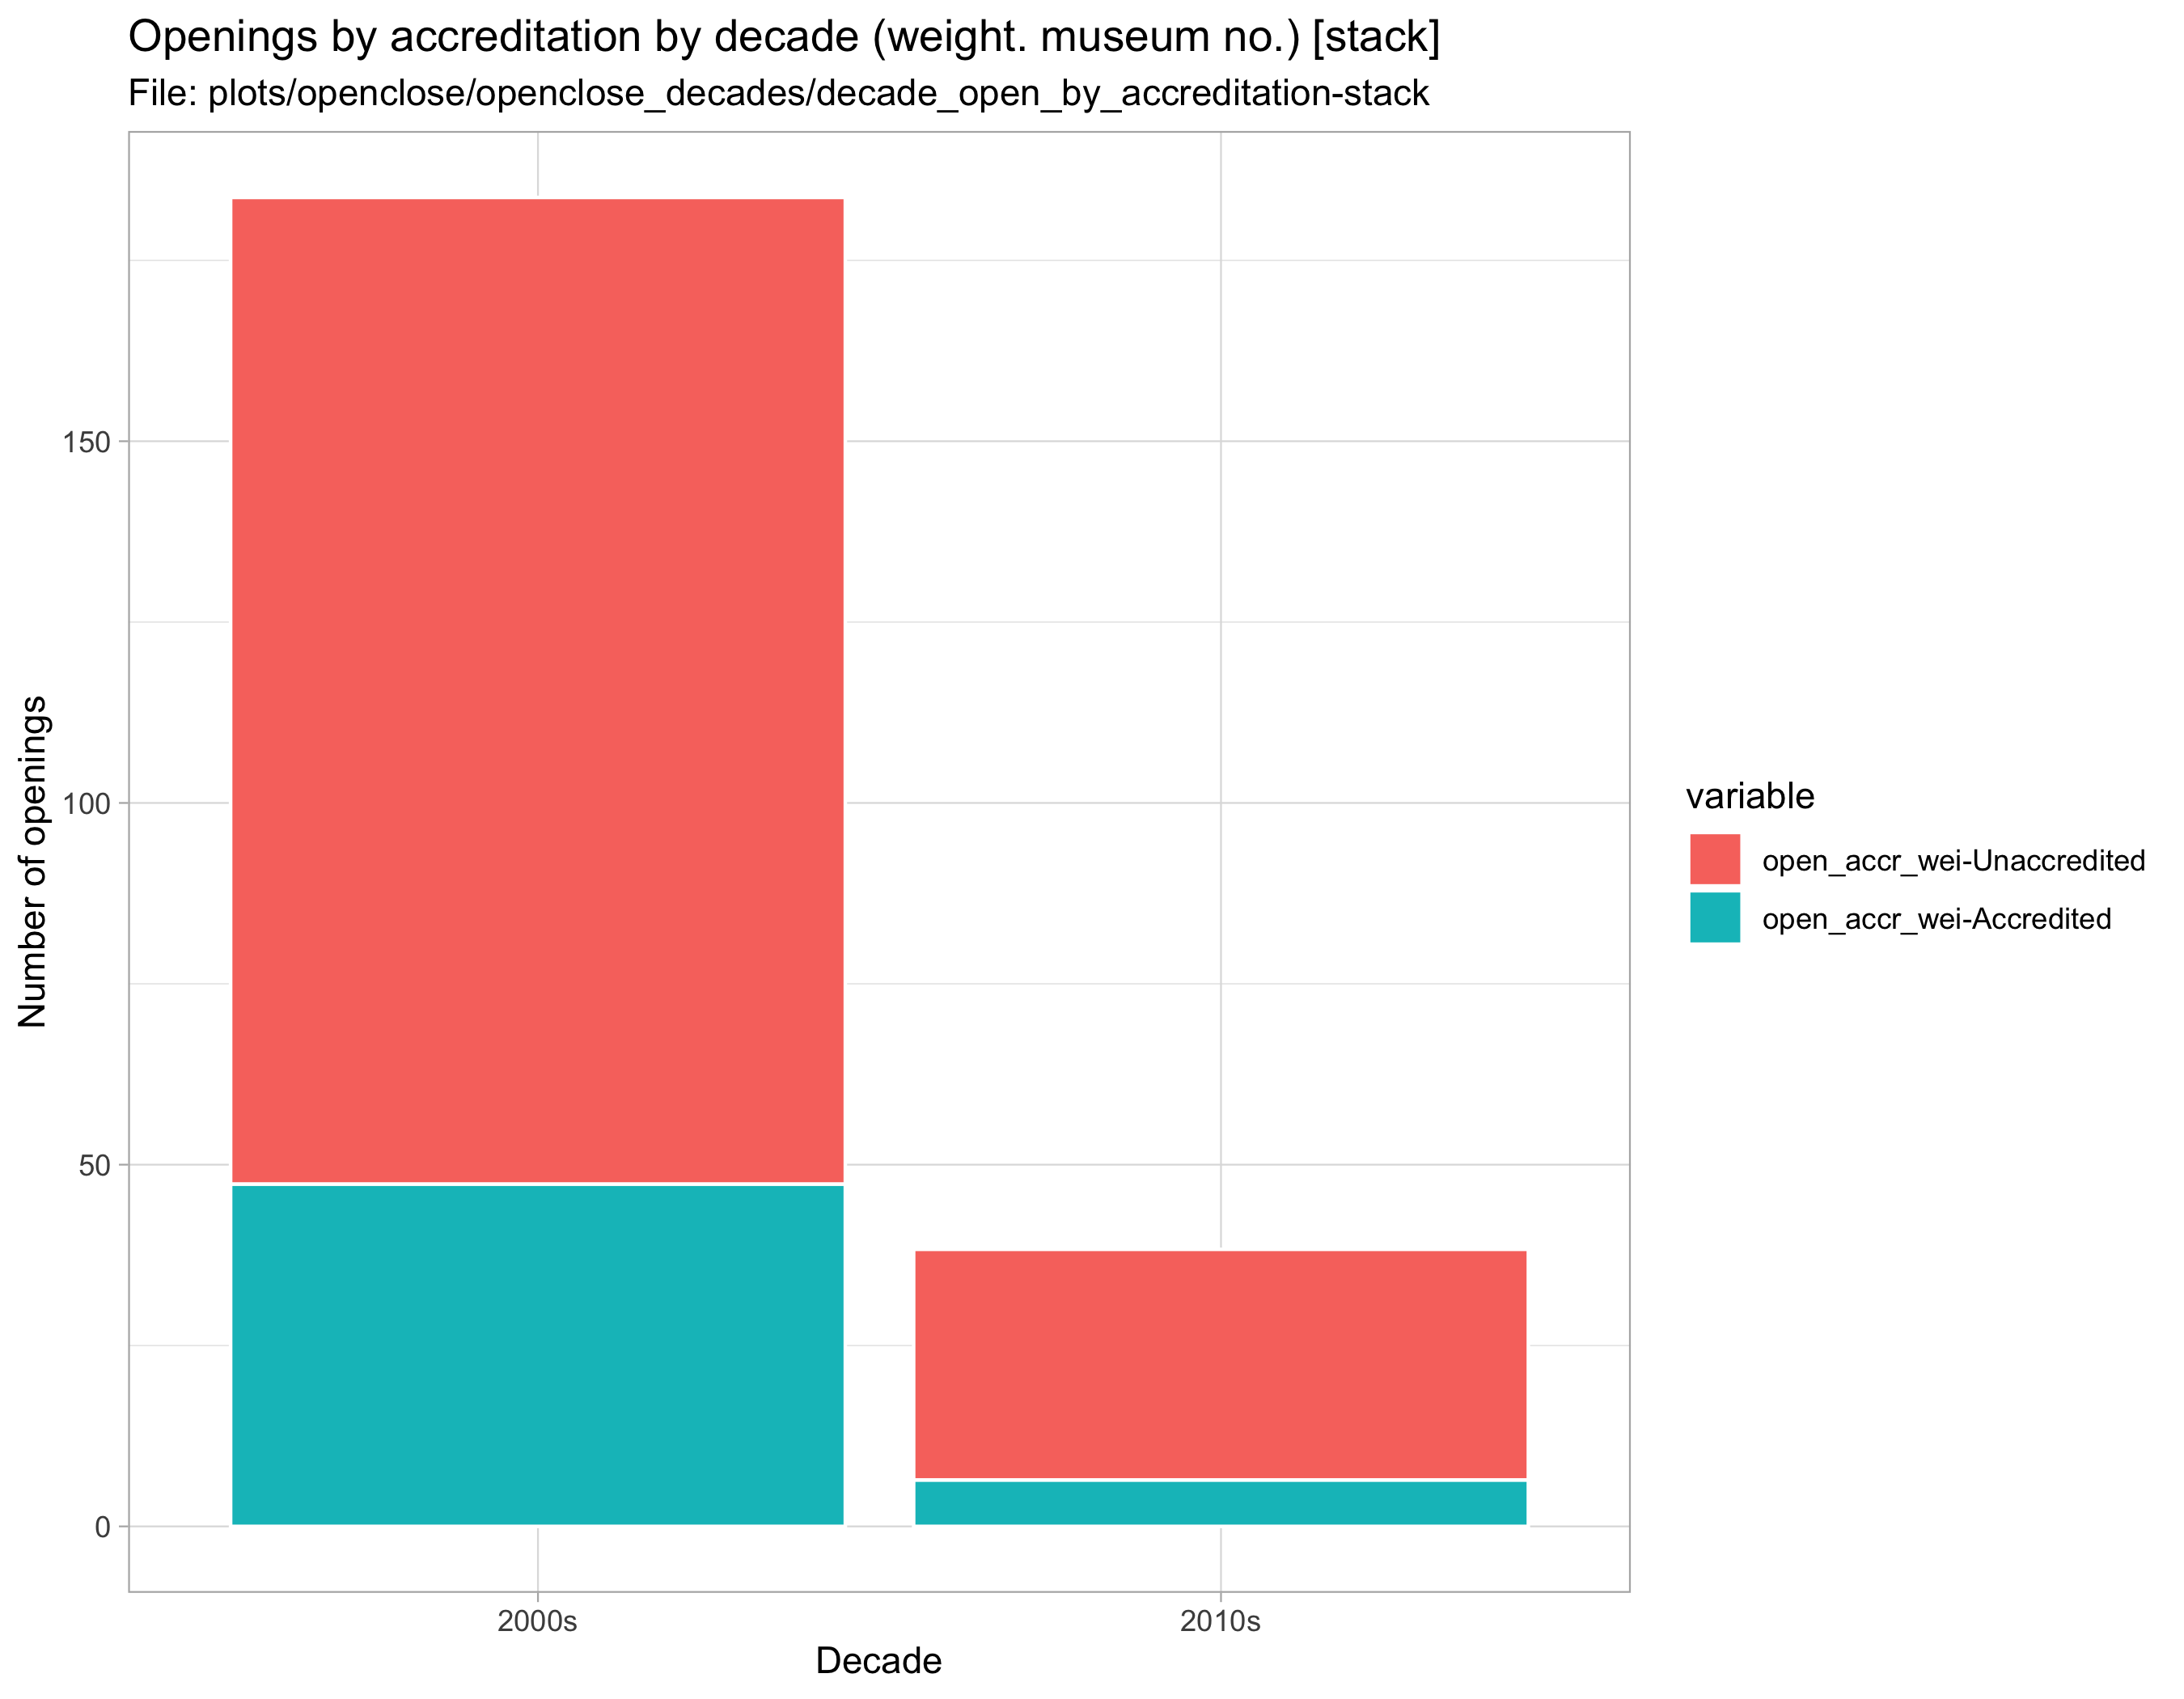 Openings by accreditation by decade (weight. museum no.) [stack]
File: plots/openclose/openclose_decades/decade_open_by_accreditation-stack
Number of openings
150
100
50
0
2000s
2010s
Decade
variable
open_accr_wei-Unaccredited
open_accr_wei-Accredited